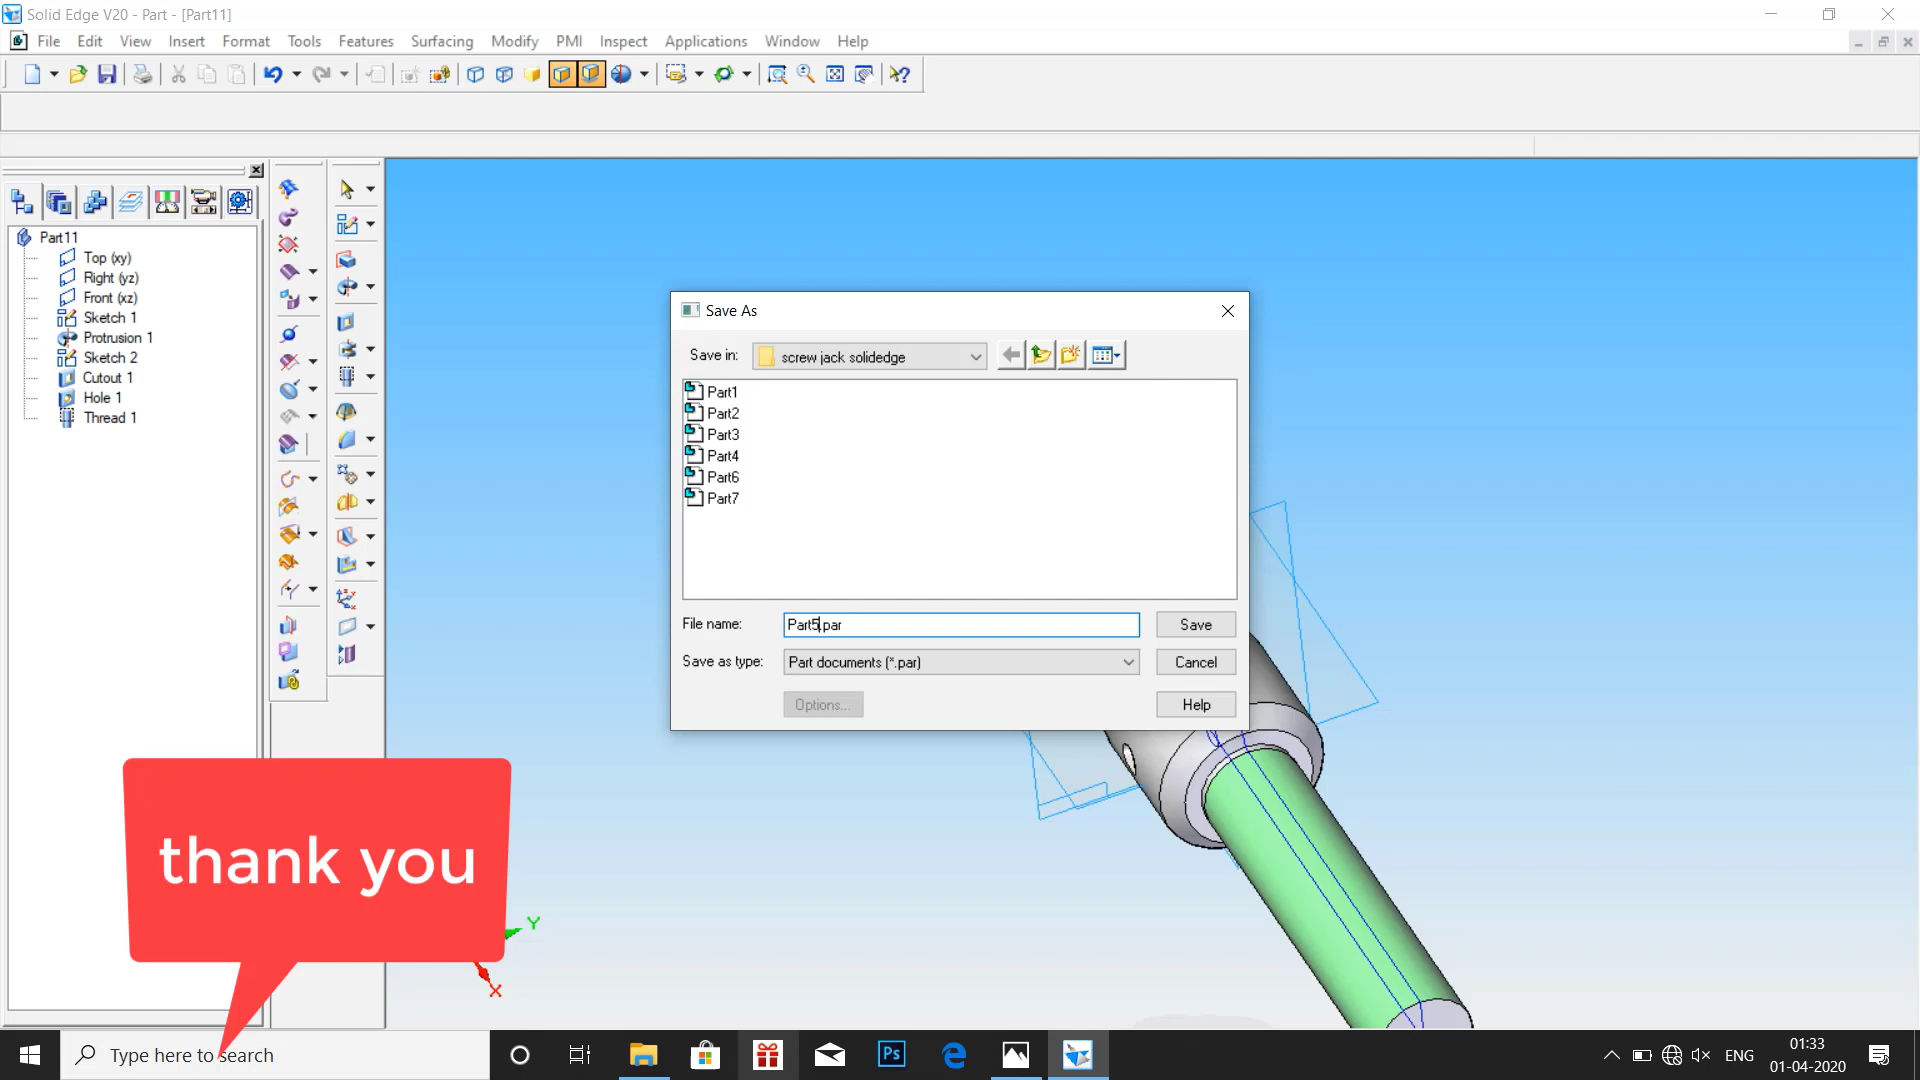 Solid Edge V20 - Part - [Part11]
File Edit View Insert Format Tools Features Surfacing Modify PMI Inspect Applications Window Help
Part11
Top (xy)
Right (yz)
Front (xz)
Sketch 1
Protrusion 1
Sketch 2
Cutout 1
Hole 1
Thread 1
Save As
Save in: screw jack solidedge
Part1
Part2
Part3
Part4
Part6
Part7
File name: Part5.par Save
Save as type: Part documents (*.par) Cancel
Options... Help
thank you
Y
X
Type here to search
Ps
ENG
01:33
01-04-2020